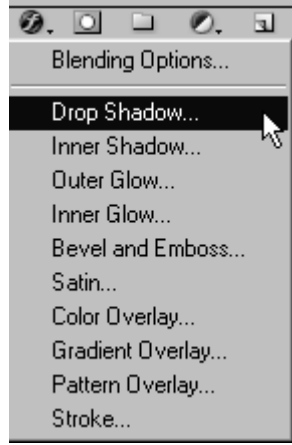 Blending Options...
Drop Shadow...
Inner Shadow...
Outer Glow...
Inner Glow...
Bevel and Emboss...
Satin...
Color Overlay...
Gradient Overlay...
Pattern Overlay...
Stroke...